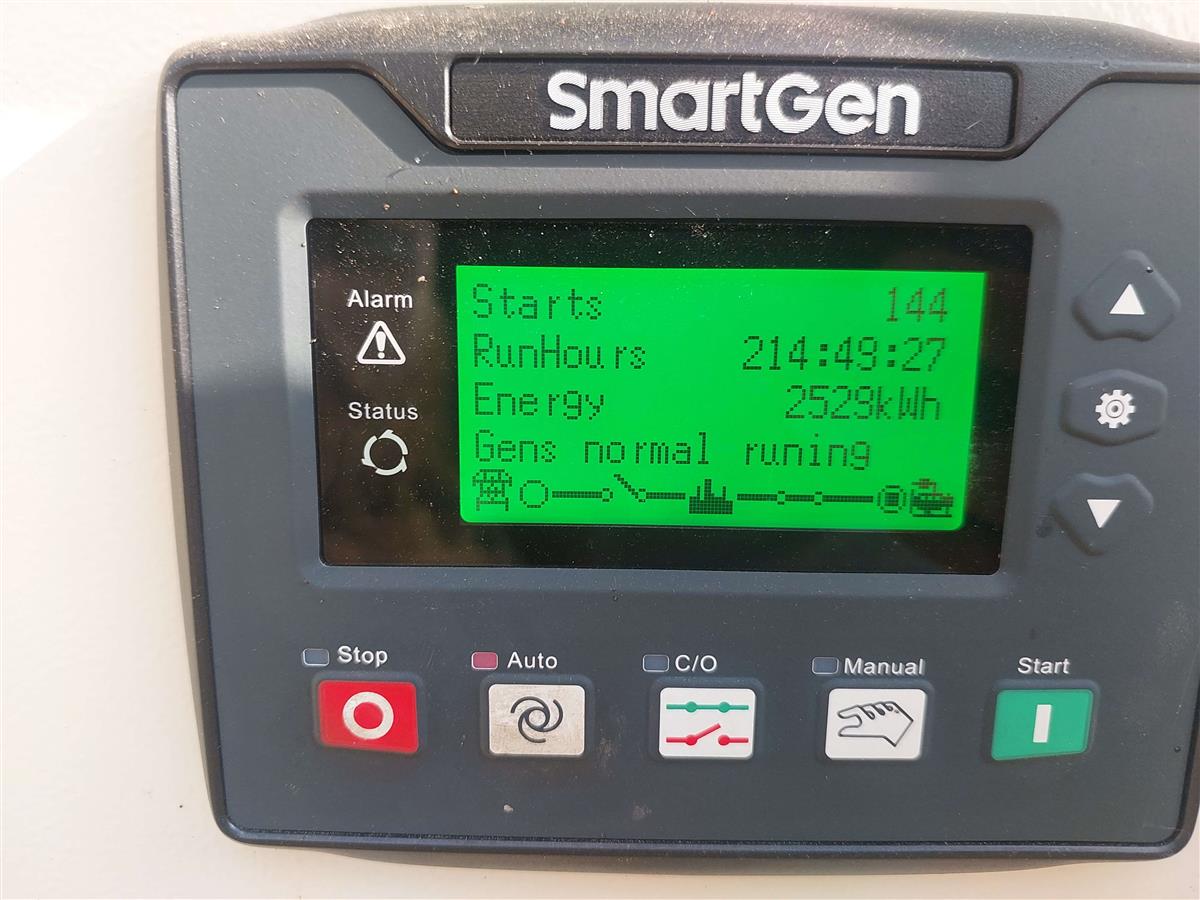 SmartGen
Alarm
Status
Starts 144
RunHours 214:49:27
Energy 2529kWh
Gens normal runing
Stop
Auto
C/O
Manual
Start